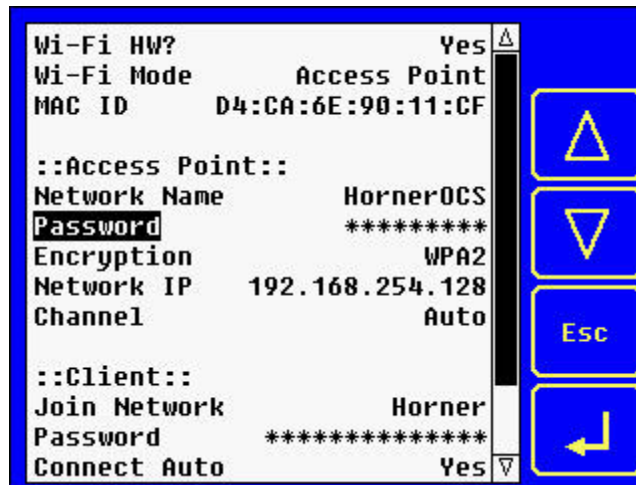 Wi-Fi HW? Yes
Wi-Fi Mode Access Point
MAC ID D4:CA:6E:90:11:CF
::Access Point::
Network Name HornerOCS
Password *********
Encryption WPA2
Network IP 192.168.254.128
Channel Auto
::Client::
Join Network Horner
Password **************
Connect Auto Yes
Esc